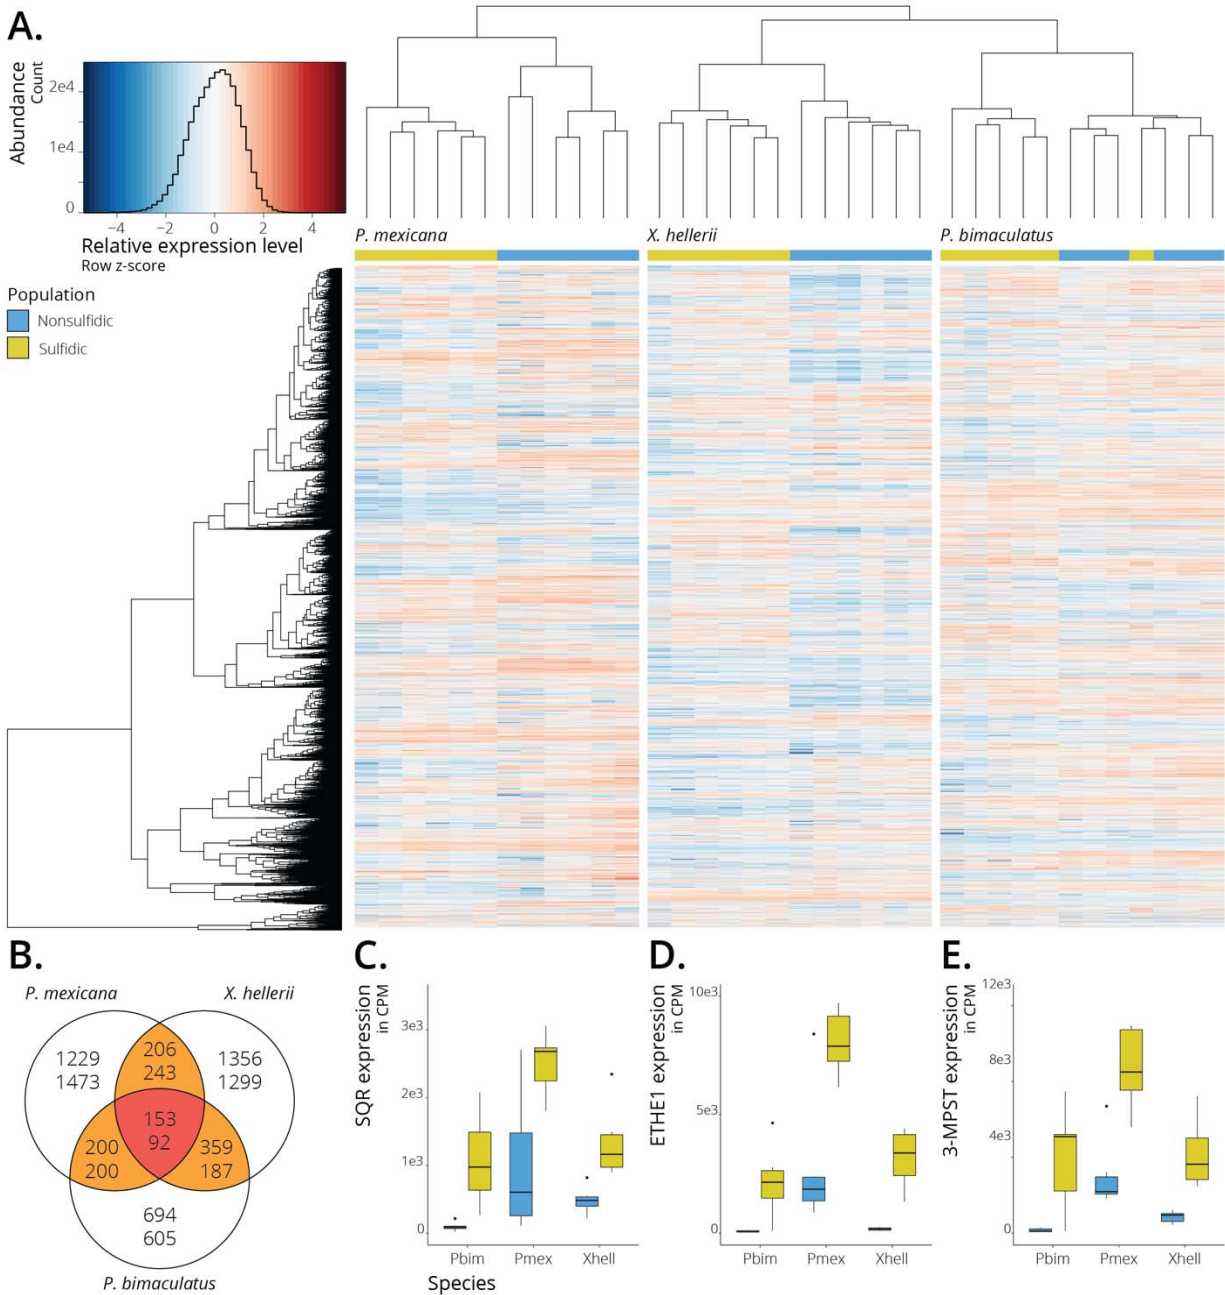 A.
Abundance
Count
2e4
1e4
0
−4 −2 0 2 4
Relative expression level
Row z-score
Population
Nonsulfidic
Sulfidic
P. mexicana
X. hellerii
P. bimaculatus
B.
P. mexicana
X. hellerii
1229
1473
206
243
1356
1299
153
92
200
200
359
187
694
605
P. bimaculatus
C.
SQR expression
in CPM
3e3
2e3
1e3
0
Pbim Pmex Xhell
Species
D.
ETHE1 expression
in CPM
10e3
5e3
0
Pbim Pmex Xhell
E.
3-MPST expression
in CPM
12e3
8e3
4e3
0
Pbim Pmex Xhell